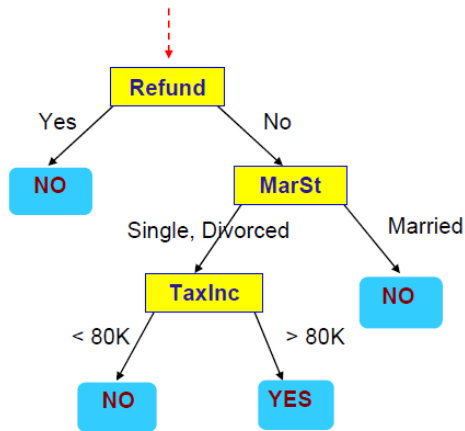 Refund
Yes
No
NO
MarSt
Single, Divorced
Married
TaxInc
NO
< 80K
> 80K
NO
YES